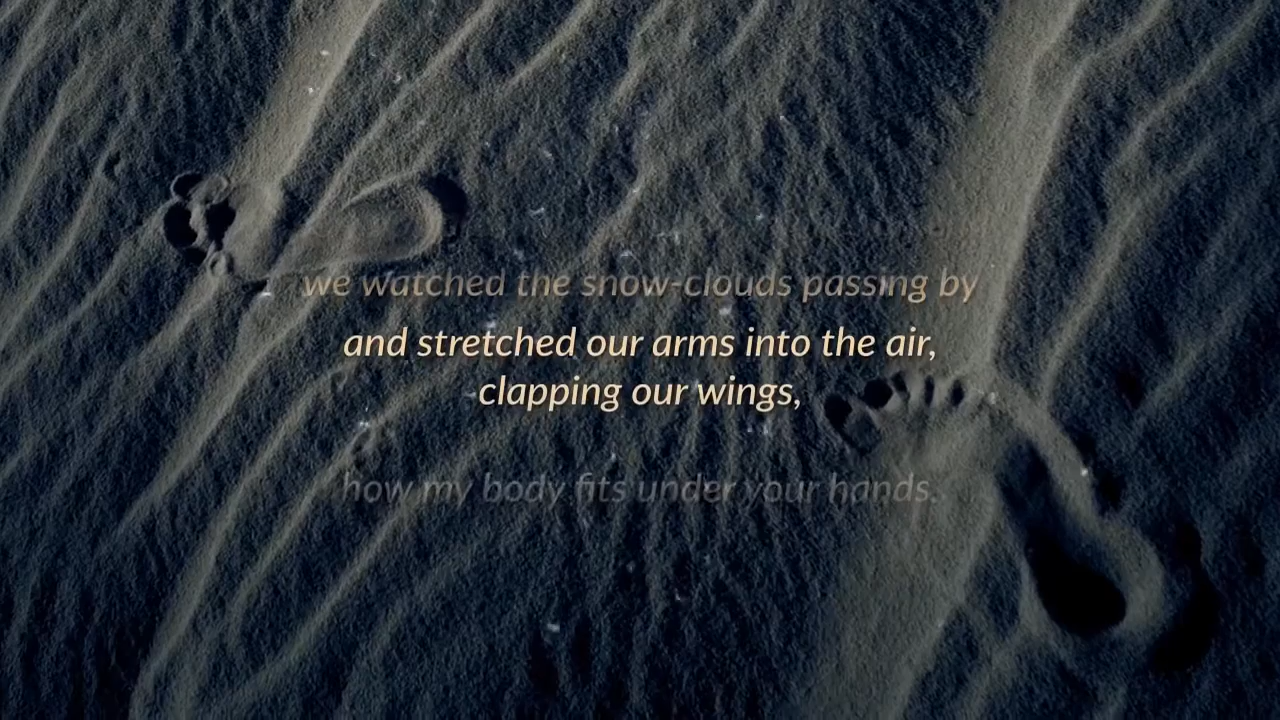 we watched the snow-clouds passing by
and stretched our arms into the air,
clapping our wings,
how my body fits under your hands.